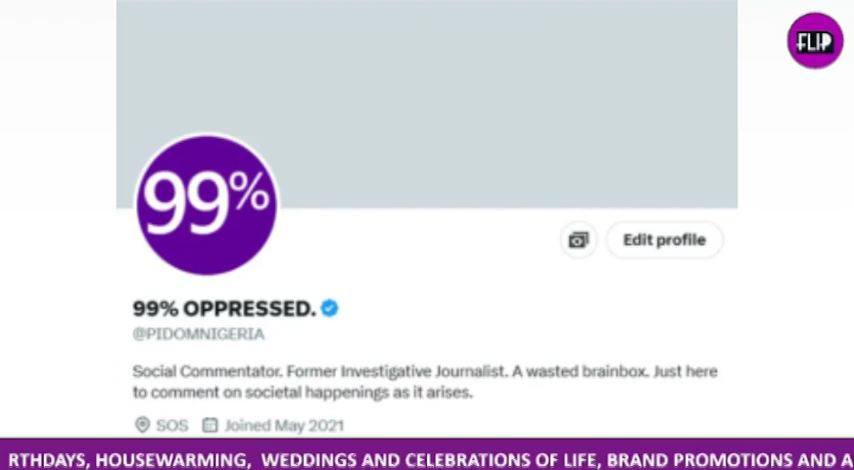 FLIP
99%
Edit profile
99% OPPRESSED.
@PIDOMNIGERIA
Social Commentator. Former Investigative Journalist. A wasted brainbox. Just here
to comment on societal happenings as it arises.
SOS Joined May 2021
RTHDAYS, HOUSEWARMING, WEDDINGS AND CELEBRATIONS OF LIFE, BRAND PROMOTIONS AND A